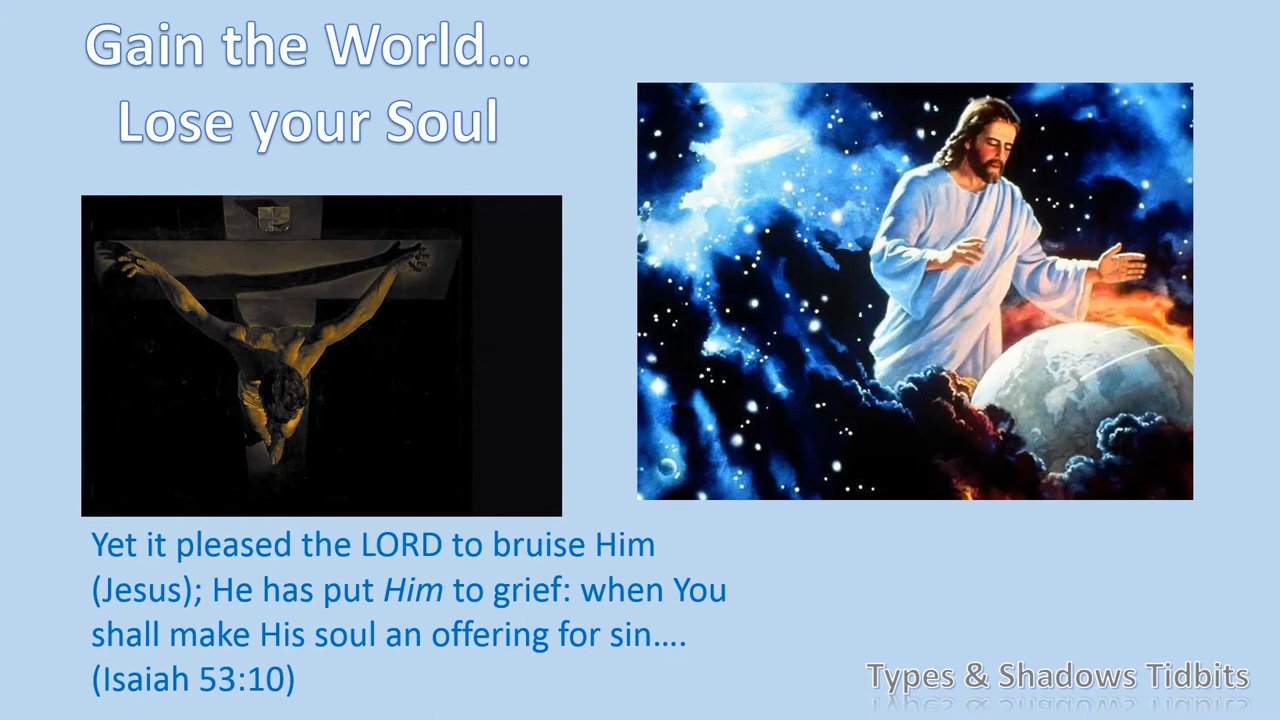 Gain the World...
Lose your Soul
Yet it pleased the LORD to bruise Him
(Jesus); He has put Him to grief: when You
shall make His soul an offering for sin....
(Isaiah 53:10)
Types & Shadows Tidbits